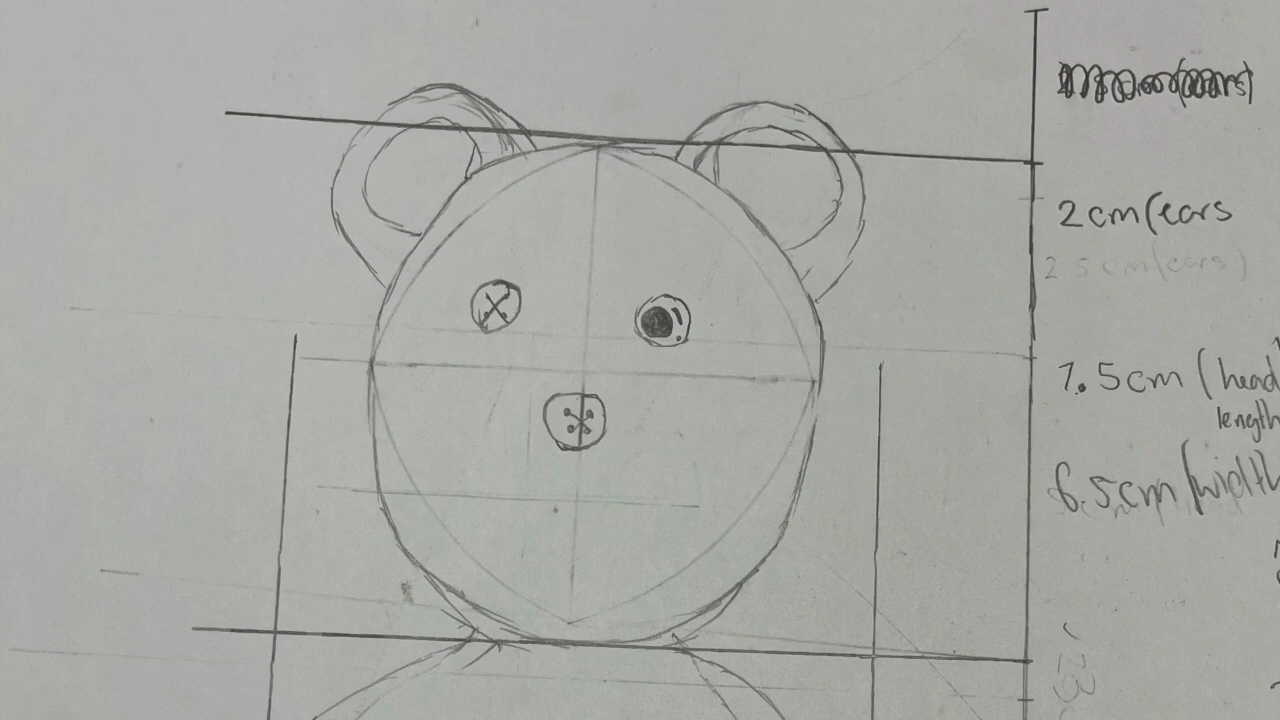 2cm(ears
2.5cm(ears)
7.5cm (head
length
6.5cm(width